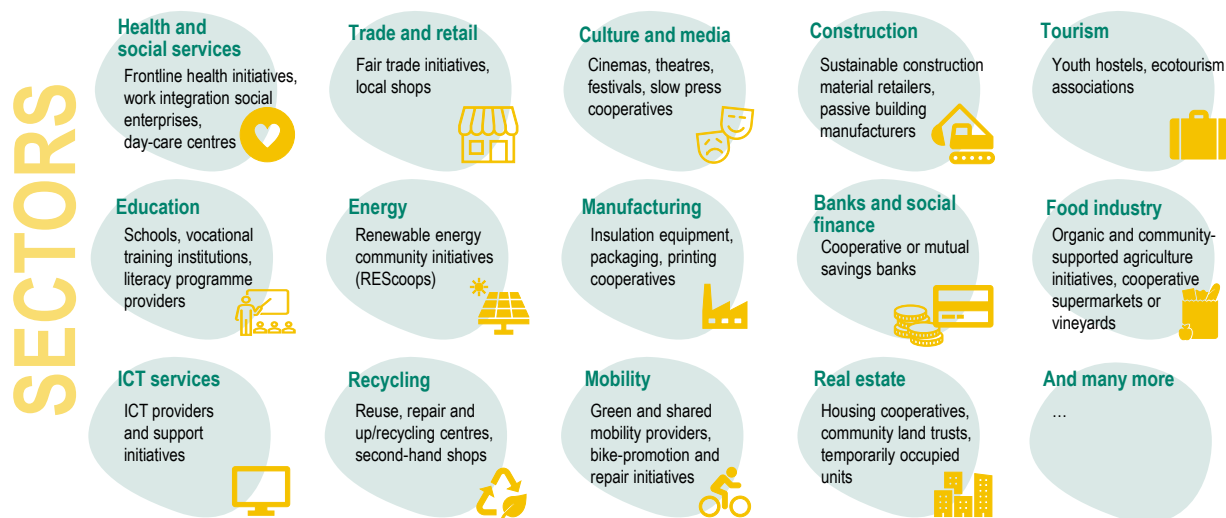 SECTORS
Health and
social services
Frontline health initiatives,
work integration social
enterprises,
day-care centres
Trade and retail
Fair trade initiatives,
local shops
Culture and media
Cinemas, theatres,
festivals, slow press
cooperatives
Construction
Sustainable construction
material retailers,
passive building
manufacturers
Tourism
Youth hostels, ecotourism
associations
Education
Schools, vocational
training institutions,
literacy programme
providers
Energy
Renewable energy
community initiatives
(REScoops)
Manufacturing
Insulation equipment,
packaging, printing
cooperatives
Banks and social
finance
Cooperative or mutual
savings banks
Food industry
Organic and community-
supported agriculture
initiatives, cooperative
supermarkets or
vineyards
ICT services
ICT providers
and support
initiatives
Recycling
Reuse, repair and
up/recycling centres,
second-hand shops
Mobility
Green and shared
mobility providers,
bike-promotion and
repair initiatives
Real estate
Housing cooperatives,
community land trusts,
temporarily occupied
units
And many more
…